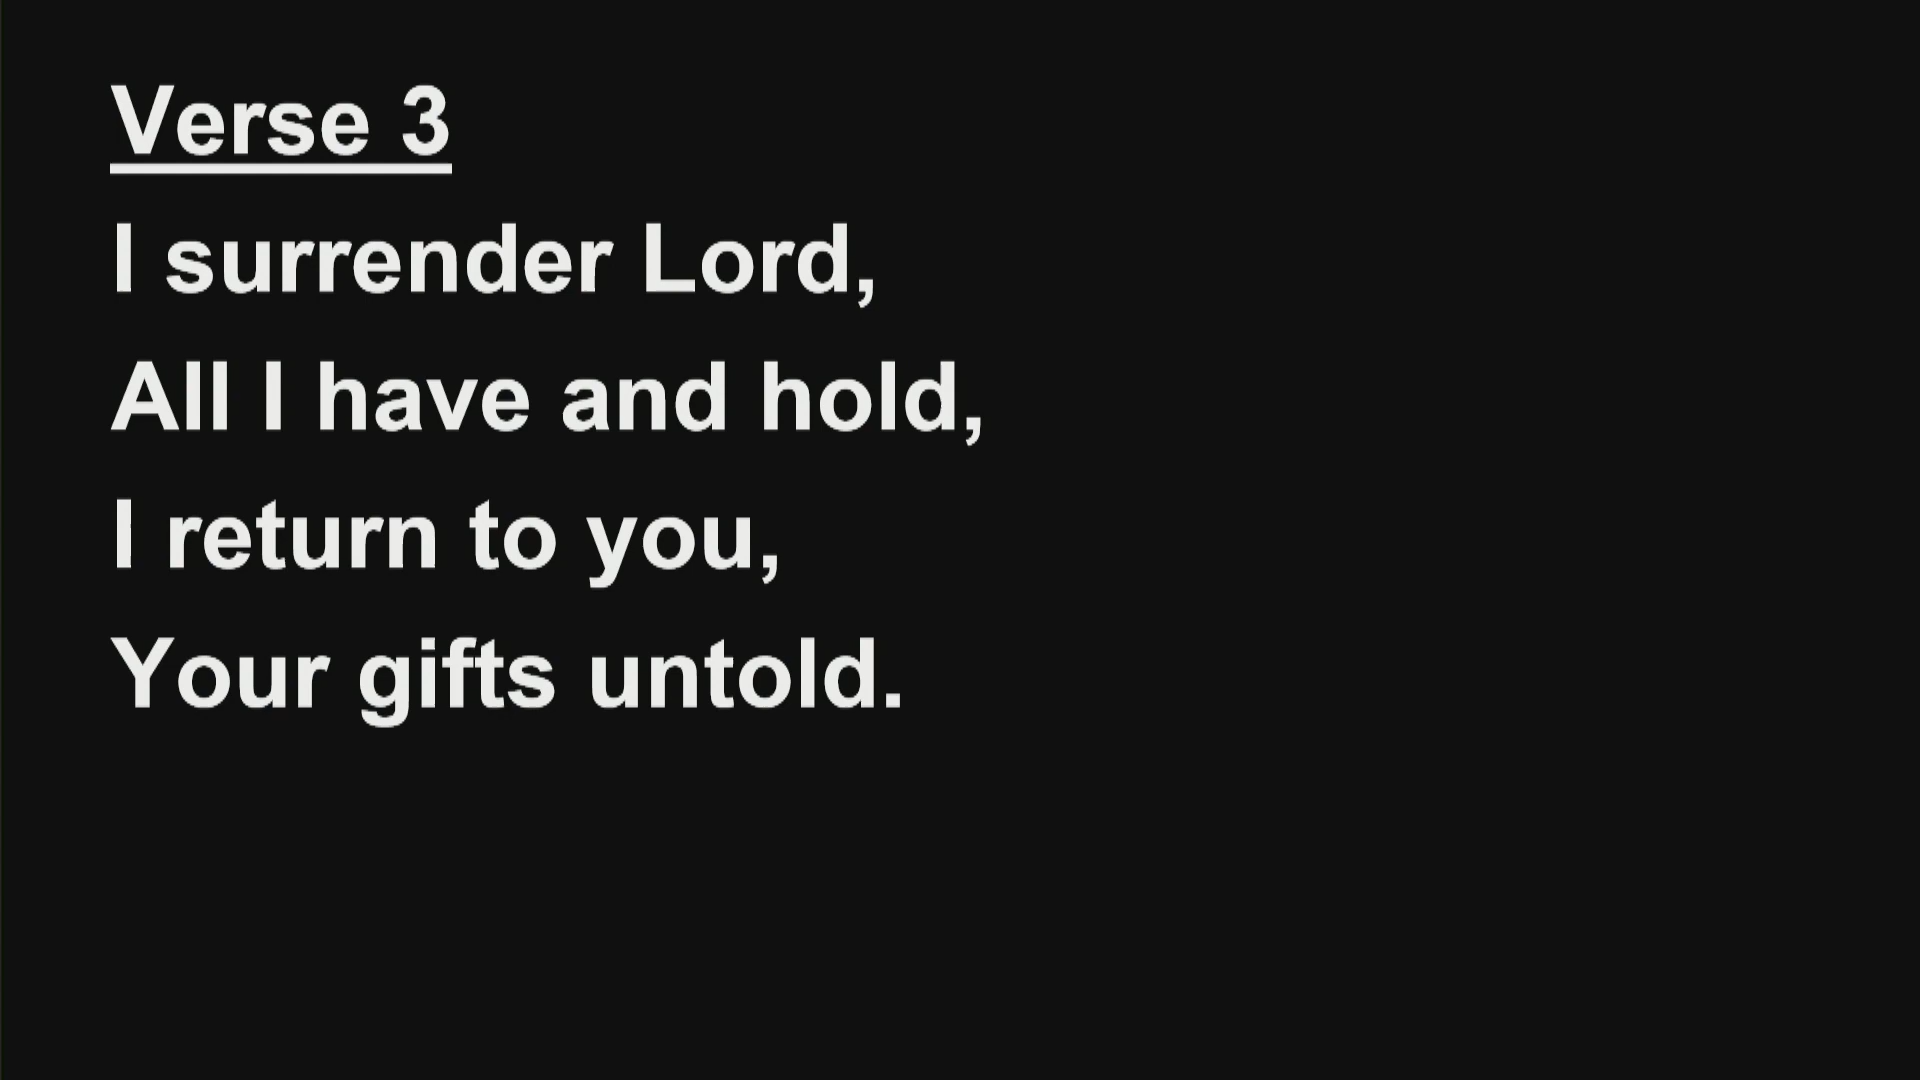 Verse 3
I surrender Lord,
All I have and hold,
I return to you,
Your gifts untold.